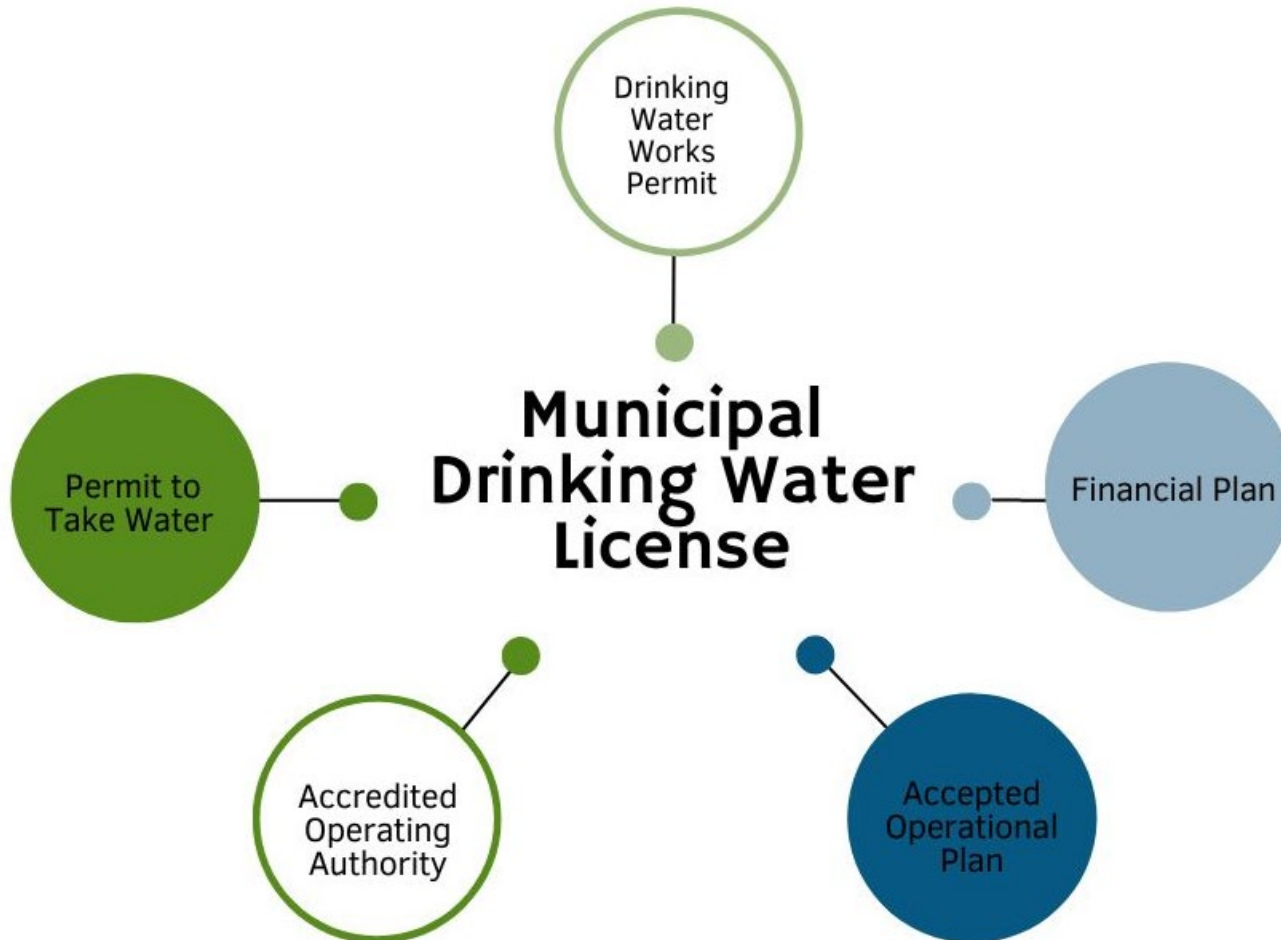 Drinking
Water
Works
Permit
Municipal
Drinking Water
License
Permit to
Take Water
Financial Plan
Accredited
Operating
Authority
Accepted
Operational
Plan